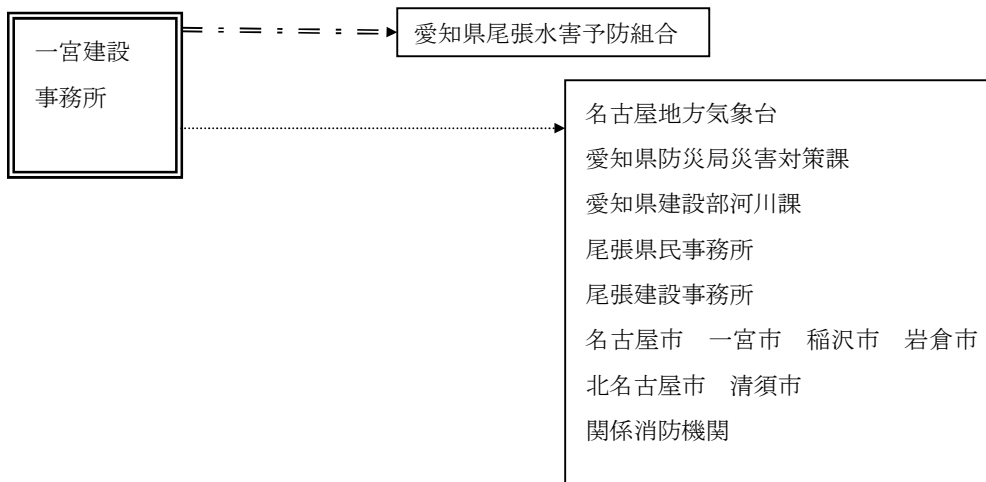 一宮建設
事務所
愛知県尾張水害予防組合
名古屋地方気象台
愛知県防災局災害対策課
愛知県建設部河川課
尾張県民事務所
尾張建設事務所
名古屋市　一宮市　稲沢市　岩倉市
北名古屋市　清須市
関係消防機関